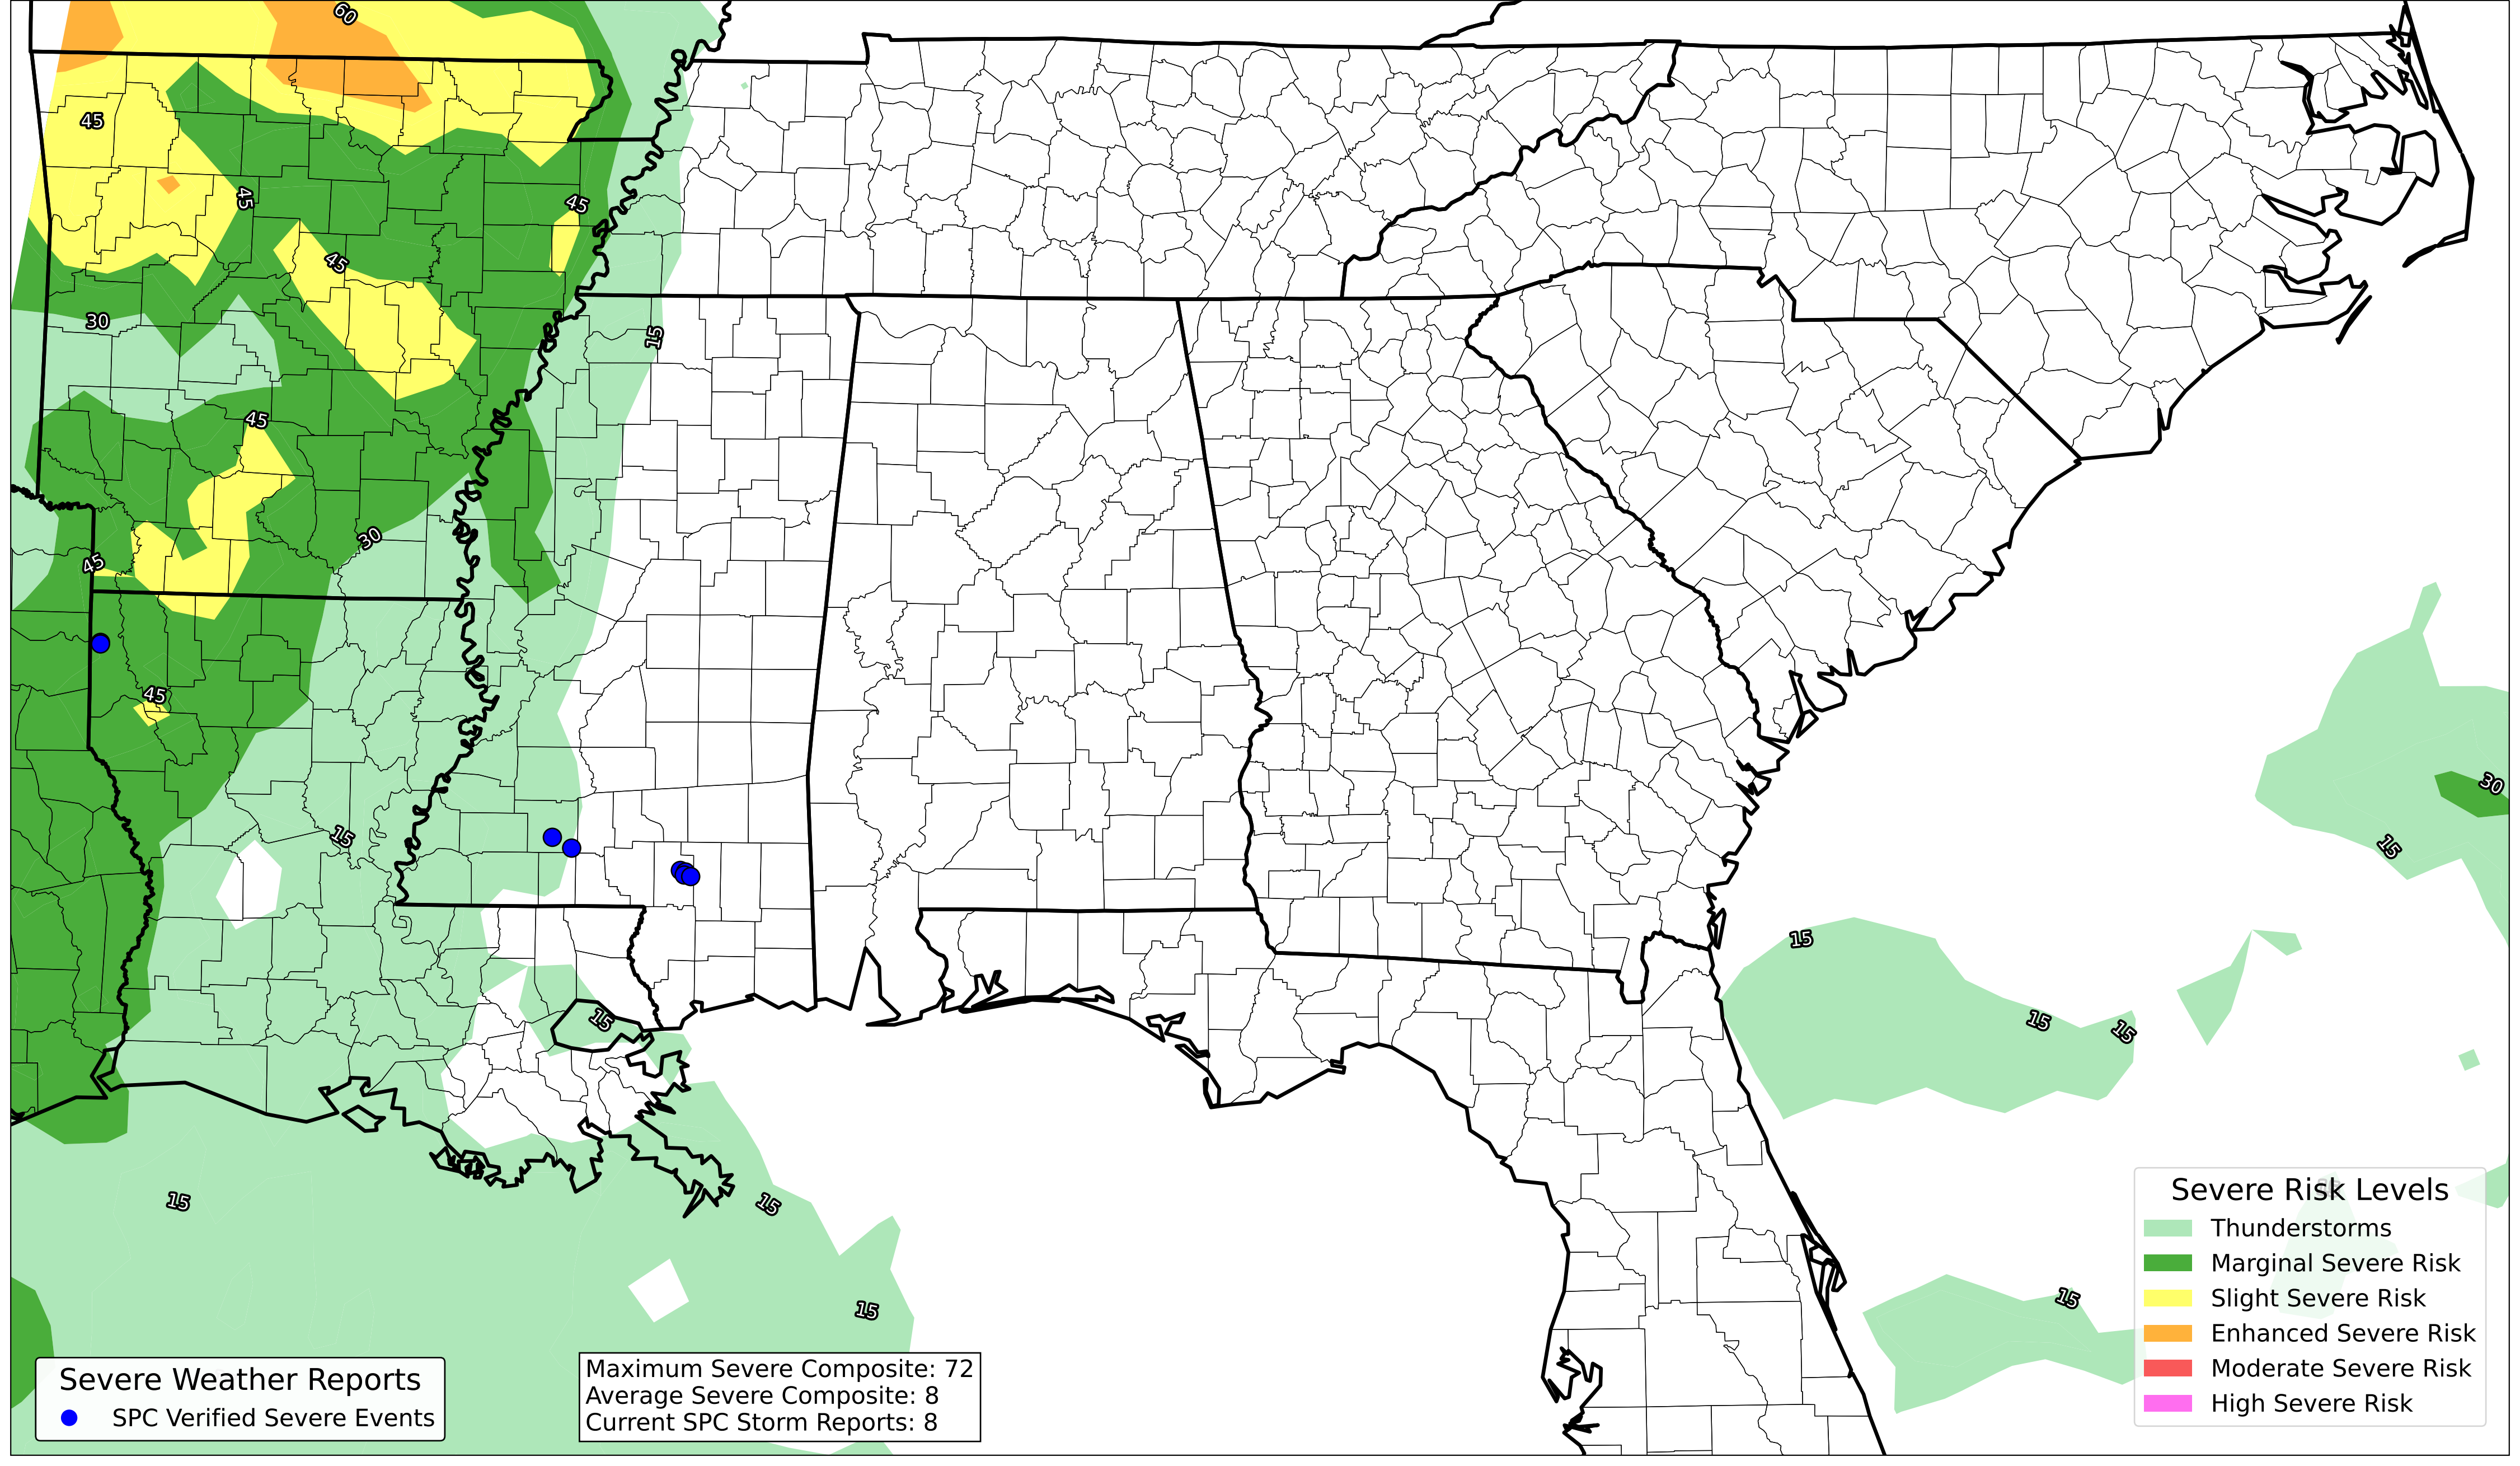 60
45
45
45
45
30
15
45
30
45
45
30
15
15
15
15
15
15
15
15
15
15
15
Severe Risk Levels
Thunderstorms
Marginal Severe Risk
Slight Severe Risk
Enhanced Severe Risk
Moderate Severe Risk
High Severe Risk
Severe Weather Reports
SPC Verified Severe Events
Maximum Severe Composite: 72
Average Severe Composite: 8
Current SPC Storm Reports: 8